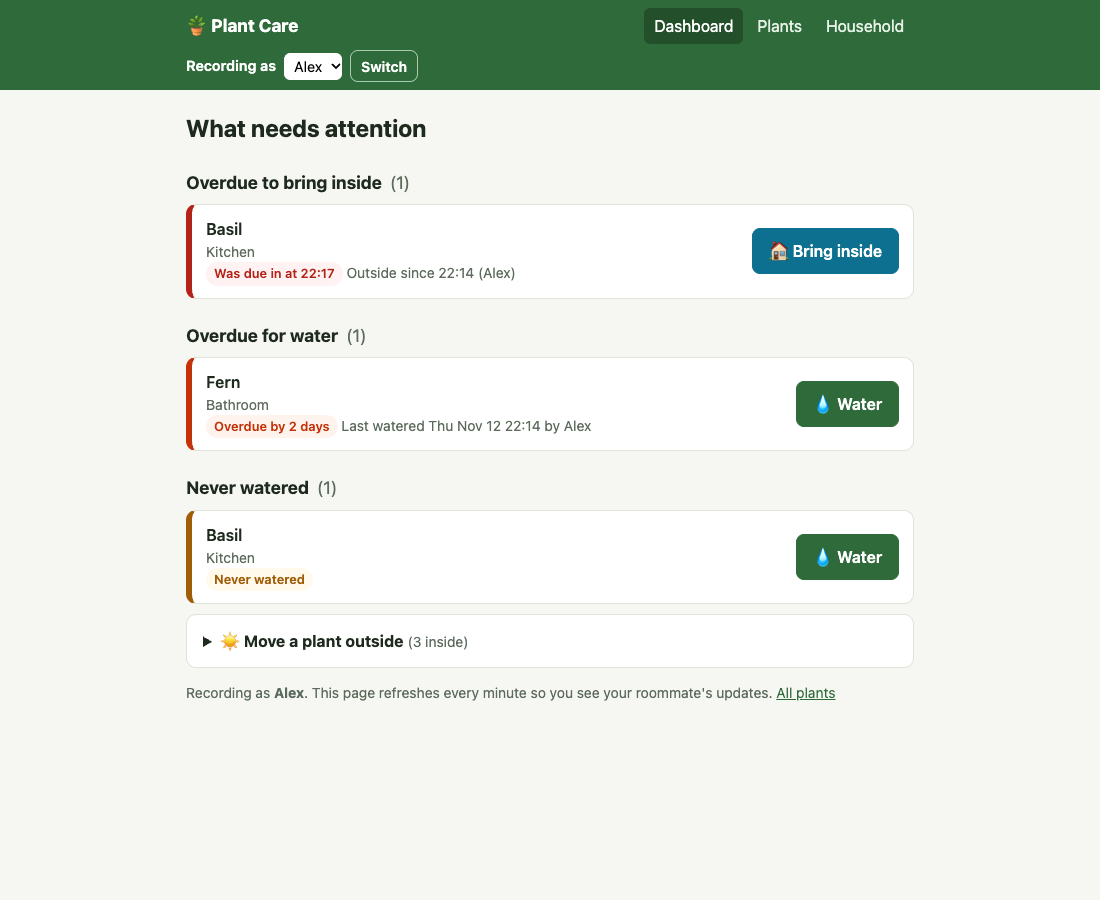 Plant Care
Dashboard Plants Household
Recording as Alex Switch
What needs attention
Overdue to bring inside (1)
Basil
Kitchen
Was due in at 22:17 Outside since 22:14 (Alex)
Bring inside
Overdue for water (1)
Fern
Bathroom
Overdue by 2 days Last watered Thu Nov 12 22:14 by Alex
Water
Never watered (1)
Basil
Kitchen
Never watered
Water
Move a plant outside (3 inside)
Recording as Alex. This page refreshes every minute so you see your roommate's updates. All plants